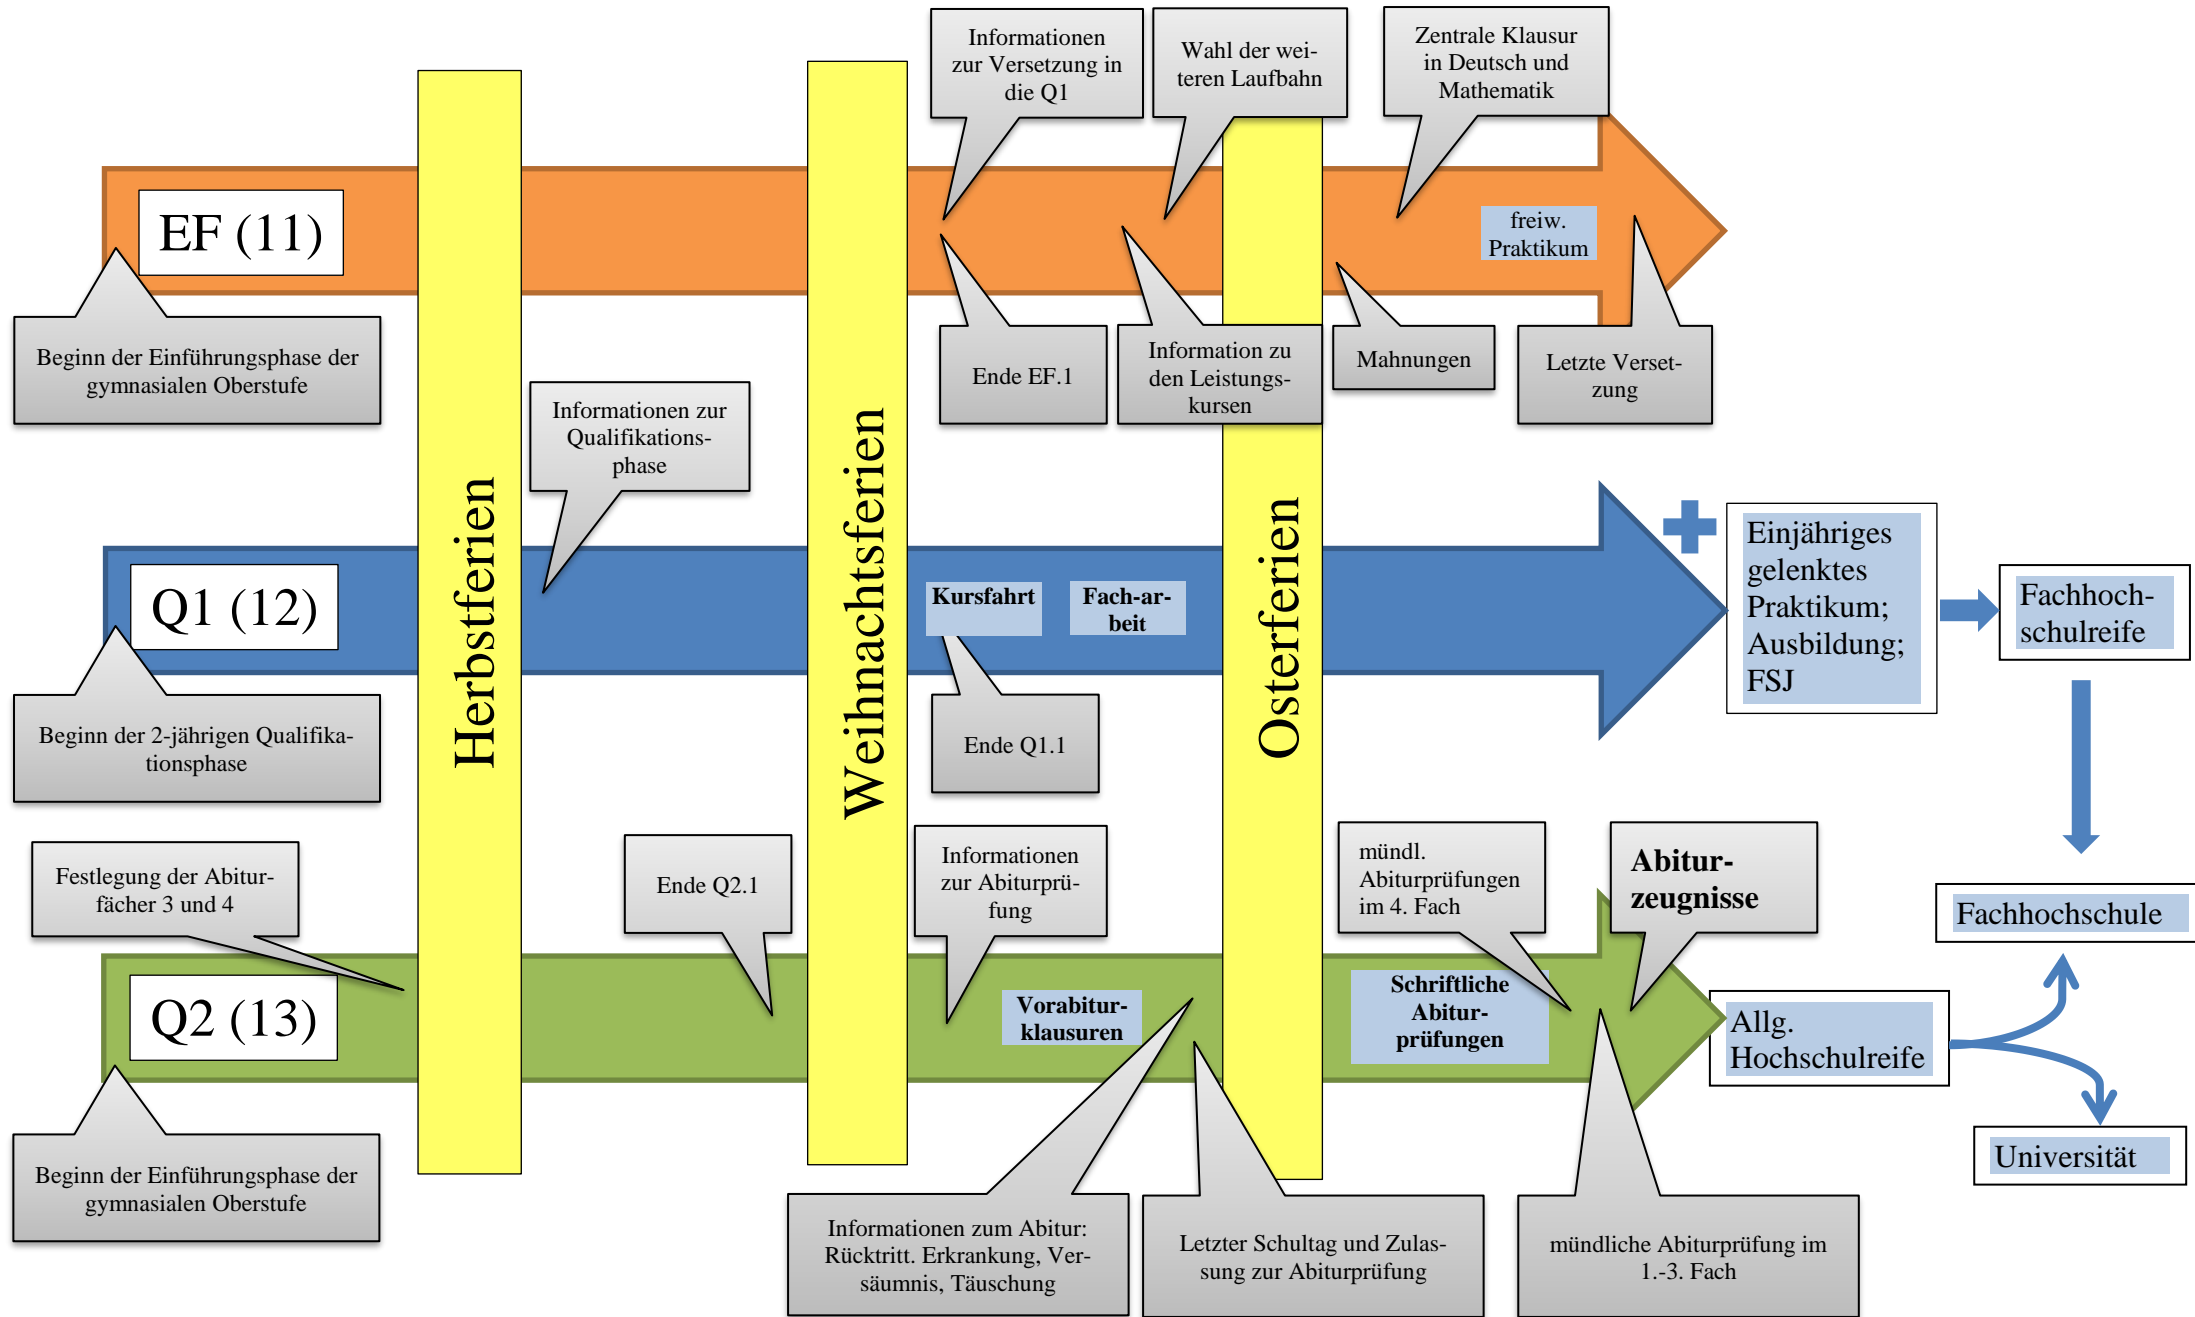 Informationen
zur Versetzung in
die Q1
Wahl der wei-
teren Laufbahn
Zentrale Klausur
in Deutsch und
Mathematik
EF (11)
freiw.
Praktikum
Beginn der Einführungsphase der
gymnasialen Oberstufe
Ende EF.1
Information zu
den Leistungs-
kursen
Mahnungen
Letzte Verset-
zung
Informationen zur
Qualifikations-
phase
Herbstferien
Weihnachtsferien
Osterferien
Q1 (12)
Kursfahrt
Fach-ar-
beit
Einjähriges
gelenktes
Praktikum;
Ausbildung;
FSJ
Fachhoch-
schulreife
Beginn der 2-jährigen Qualifika-
tionsphase
Ende Q1.1
Festlegung der Abitur-
fächer 3 und 4
Ende Q2.1
Informationen
zur Abiturprü-
fung
mündl.
Abiturprüfungen
im 4. Fach
Abitur-
zeugnisse
Fachhochschule
Q2 (13)
Vorabitur-
klausuren
Schriftliche
Abitur-
prüfungen
Allg.
Hochschulreife
Universität
Beginn der Einführungsphase der
gymnasialen Oberstufe
Informationen zum Abitur:
Rücktritt. Erkrankung, Ver-
säumnis, Täuschung
Letzter Schultag und Zulas-
sung zur Abiturprüfung
mündliche Abiturprüfung im
1.-3. Fach